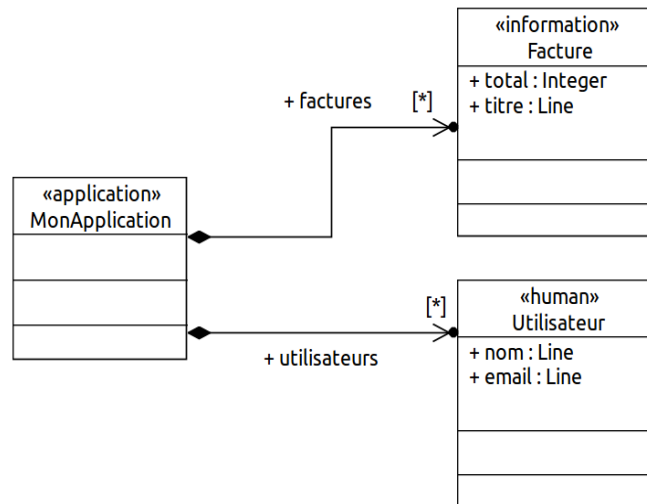 «information»
Facture
+ total : Integer
+ titre : Line
+ factures
[*]
«application»
MonApplication
[*]
+ utilisateurs
«human»
Utilisateur
+ nom : Line
+ email : Line